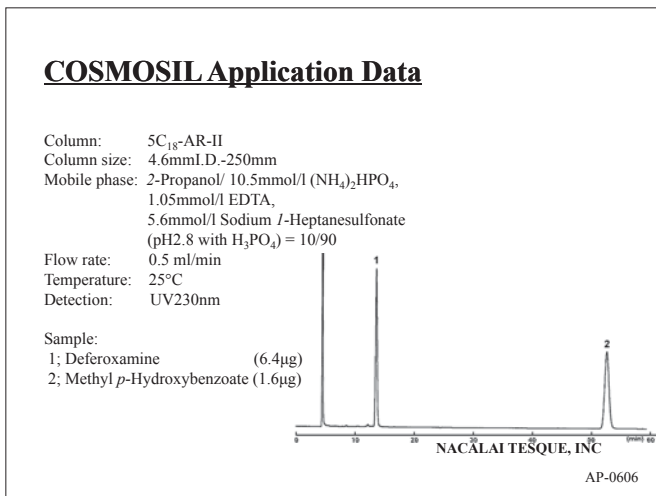 COSMOSIL Application Data
Column: 5C₁₈-AR-II
Column size: 4.6mmI.D.-250mm
Mobile phase: 2-Propanol/ 10.5mmol/l (NH₄)₂HPO₄,
1.05mmol/l EDTA,
5.6mmol/l Sodium 1-Heptanesulfonate
(pH2.8 with H₃PO₄) = 10/90
Flow rate: 0.5 ml/min
Temperature: 25°C
Detection: UV230nm
Sample:
1; Deferoxamine (6.4μg)
2; Methyl p-Hydroxybenzoate (1.6μg)
1
2
0 10 20 30 40 50 (min) 60
NACALAI TESQUE, INC
AP-0606